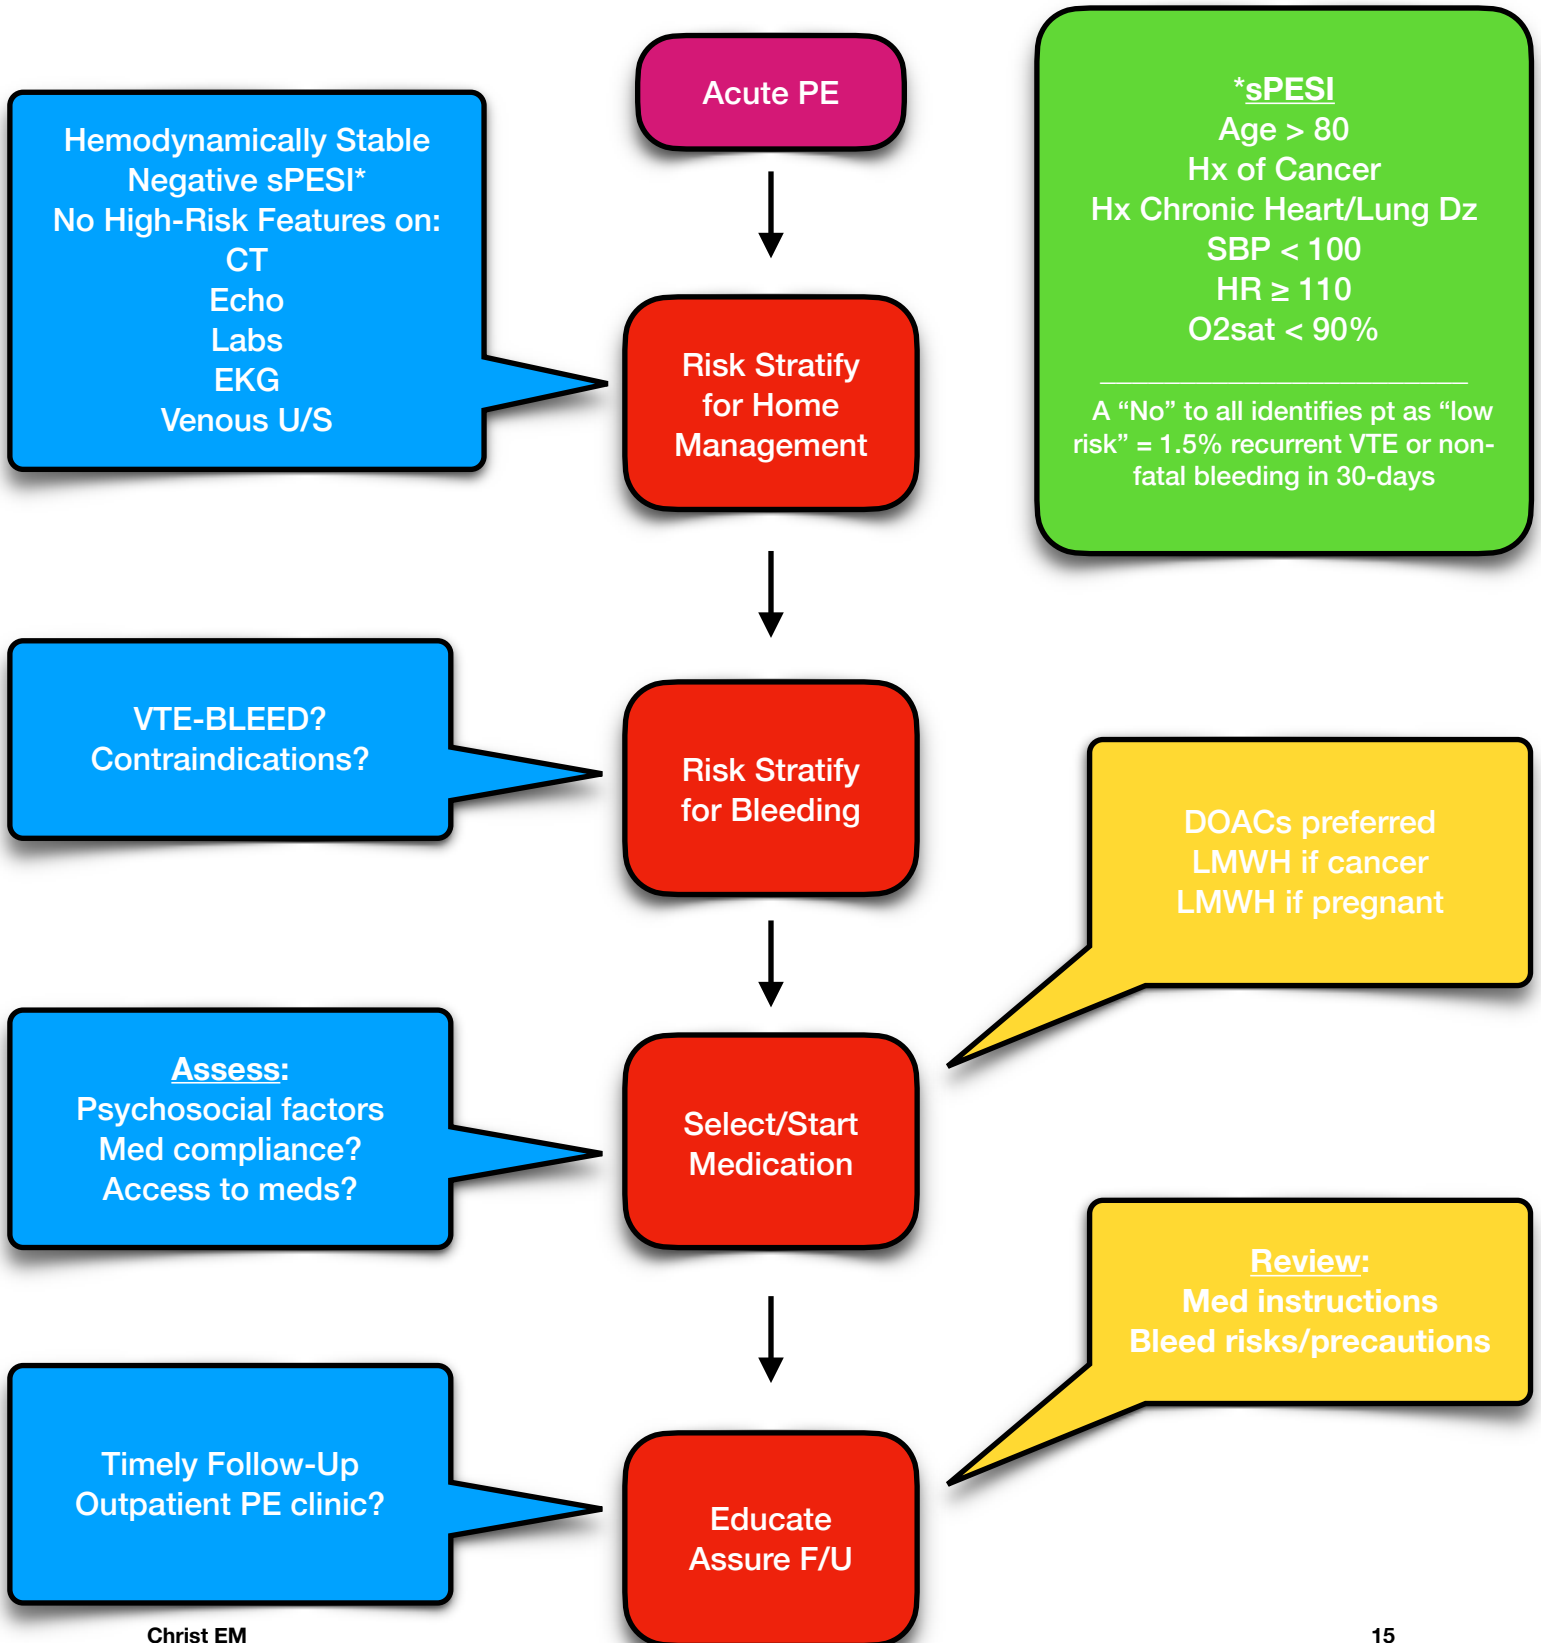 Acute PE
*sPESI
Age > 80
Hx of Cancer
Hx Chronic Heart/Lung Dz
SBP < 100
HR ≥ 110
O2sat < 90%
A “No” to all identifies pt as “low
risk” = 1.5% recurrent VTE or non-
fatal bleeding in 30-days
Hemodynamically Stable
Negative sPESI*
No High-Risk Features on:
CT
Echo
Labs
EKG
Venous U/S
Risk Stratify
for Home
Management
VTE-BLEED?
Contraindications?
Risk Stratify
for Bleeding
DOACs preferred
LMWH if cancer
LMWH if pregnant
Assess:
Psychosocial factors
Med compliance?
Access to meds?
Select/Start
Medication
Review:
Med instructions
Bleed risks/precautions
Timely Follow-Up
Outpatient PE clinic?
Educate
Assure F/U
Christ EM
15